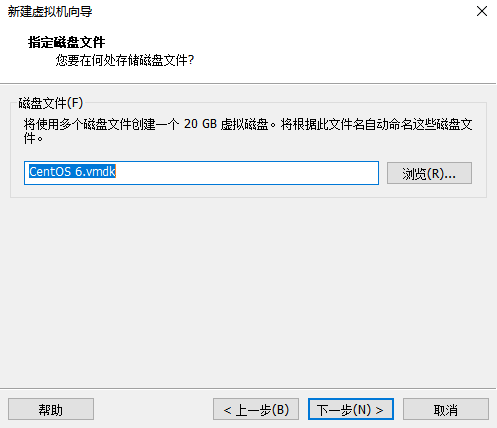 新建虚拟机向导
指定磁盘文件
您要在何处存储磁盘文件?
磁盘文件(F)
将使用多个磁盘文件创建一个 20 GB 虚拟磁盘。将根据此文件名自动命名这些磁盘文
件。
CentOS 6.vmdk
浏览(R)...
帮助
< 上一步(B)
下一步(N) >
取消